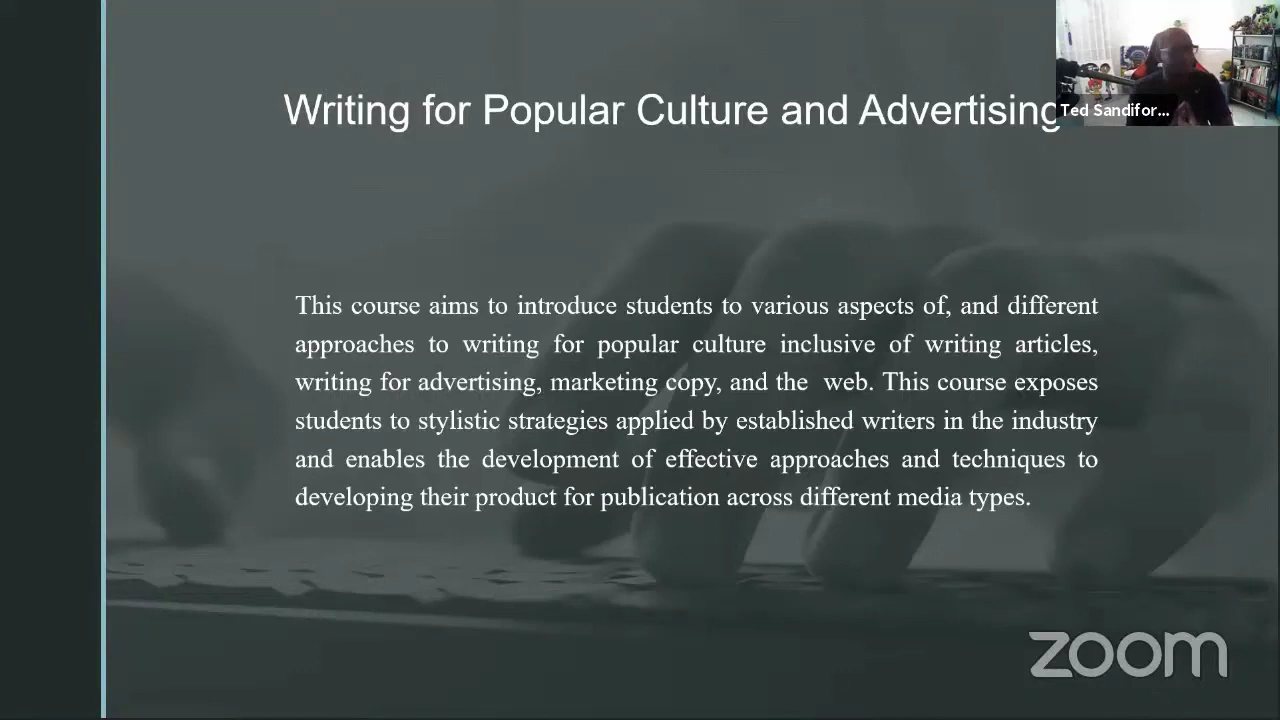 Writing for Popular Culture and Advertising
Ted Sandifor...
This course aims to introduce students to various aspects of, and different
approaches to writing for popular culture inclusive of writing articles,
writing for advertising, marketing copy, and the web. This course exposes
students to stylistic strategies applied by established writers in the industry
and enables the development of effective approaches and techniques to
developing their product for publication across different media types.
zoom